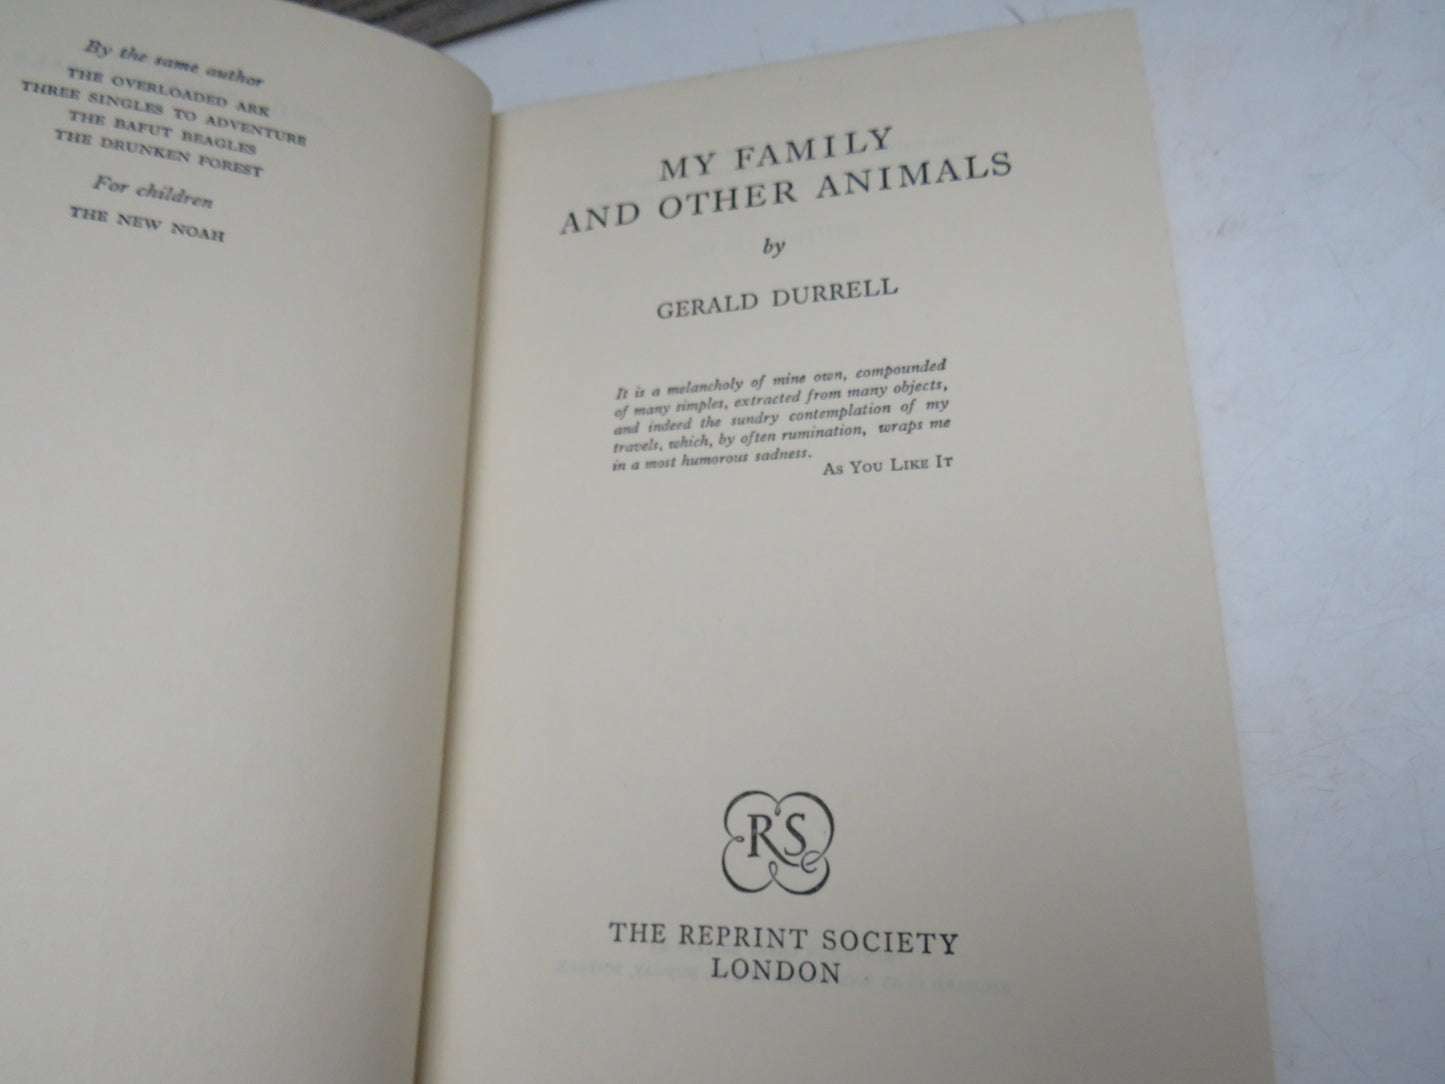 By the same author
THE OVERLOADED ARK
THREE SINGLES TO ADVENTURE
THE BAFUT BEAGLES
THE DRUNKEN FOREST
For children
THE NEW NOAH
MY FAMILY
AND OTHER ANIMALS
by
GERALD DURRELL
It is a melancholy of mine own, compounded
of many simples, extracted from many objects,
and indeed the sundry contemplation of my
travels, which, by often rumination, wraps me
in a most humorous sadness.
AS YOU LIKE IT
RS
THE REPRINT SOCIETY
LONDON